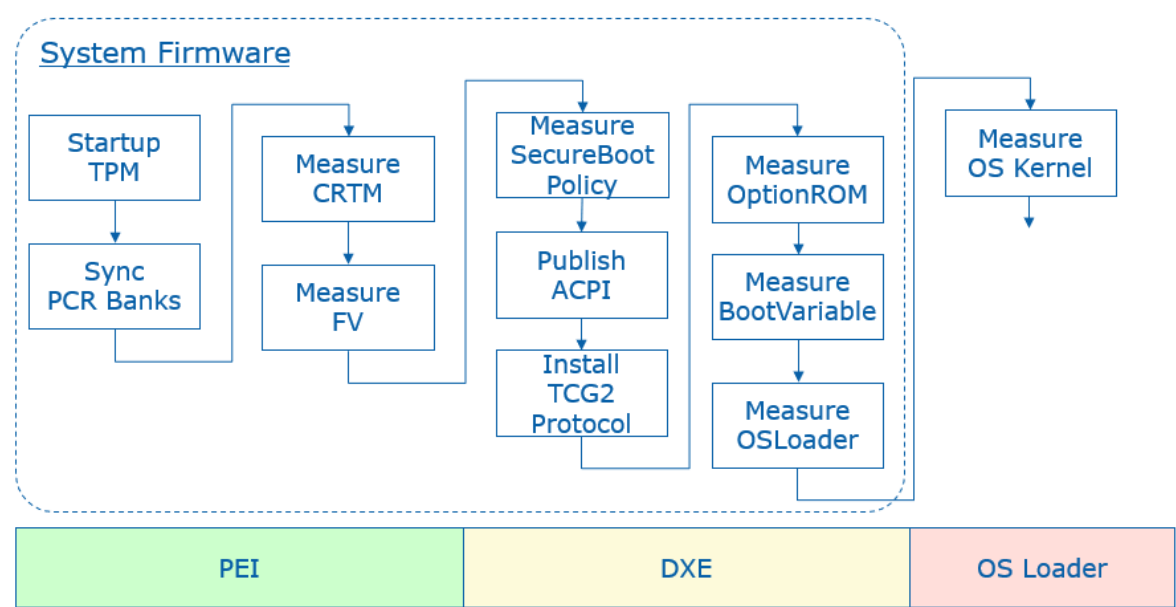 System Firmware
Startup
TPM
Sync
PCR Banks
Measure
CRTM
Measure
FV
Measure
SecureBoot
Policy
Publish
ACPI
Install
TCG2
Protocol
Measure
OptionROM
Measure
BootVariable
Measure
OSLoader
Measure
OS Kernel
PEI
DXE
OS Loader